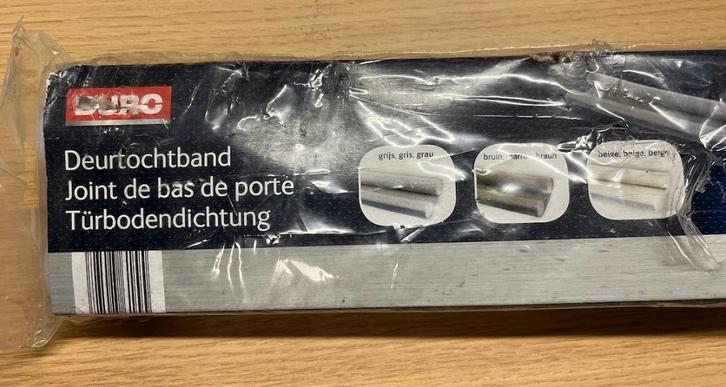 DURO
Deurtochtband
Joint de bas de porte
Türbodendichtung
grijs, gris, grau
bruin, marron, braun
beige, beige, beige